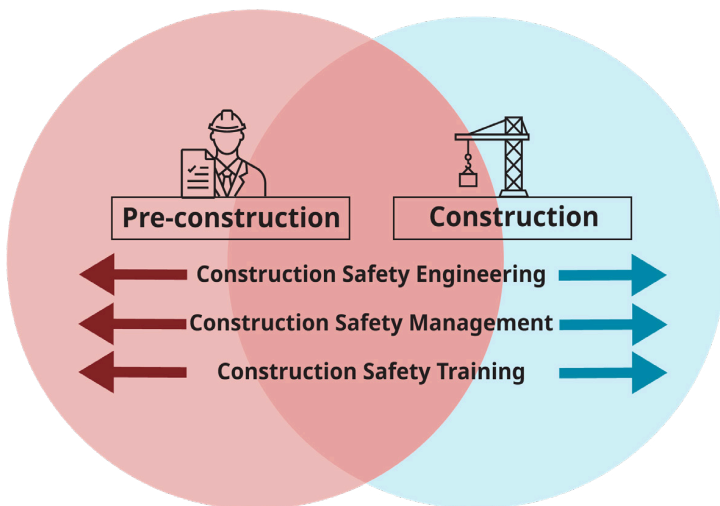 Pre-construction
Construction
Construction Safety Engineering
Construction Safety Management
Construction Safety Training